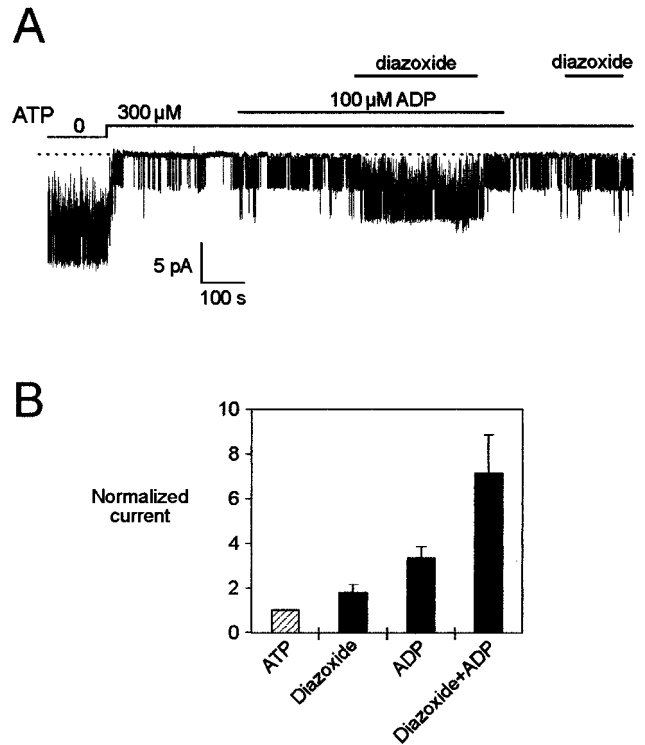 A
diazoxide
diazoxide
100 µM ADP
ATP 0 300 µM
5 pA
100 s
B
Normalized
current
10
8
6
4
2
0
ATP
Diazoxide
ADP
Diazoxide+ADP